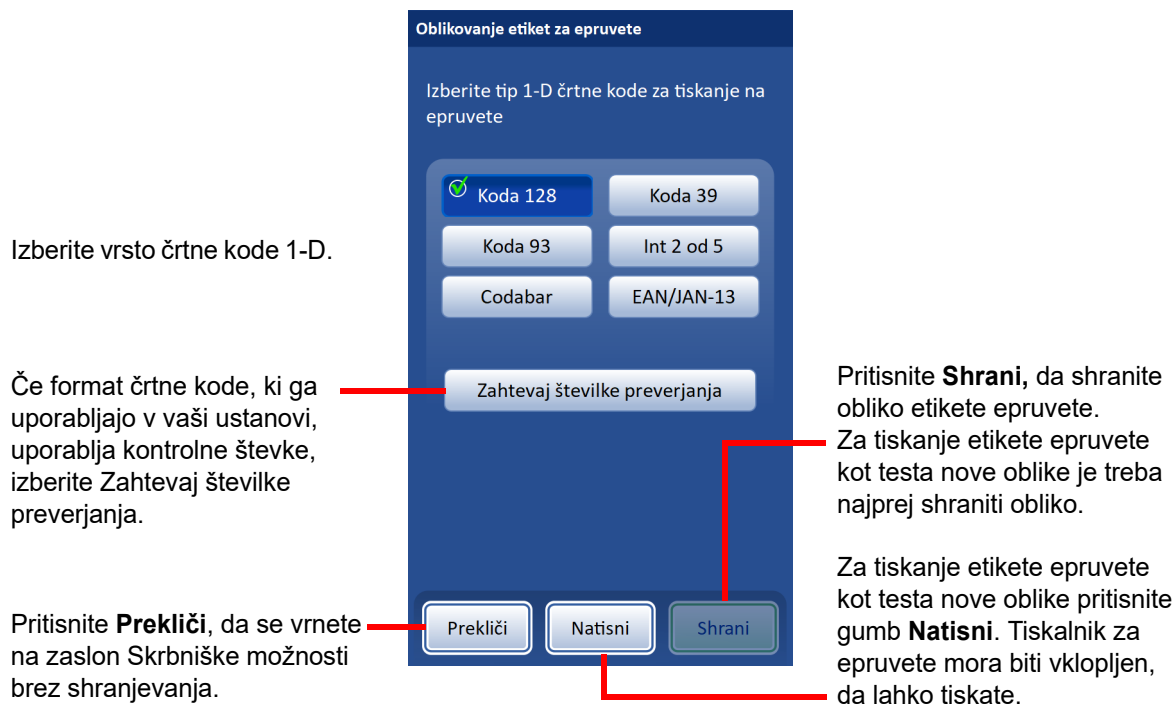 Oblikovanje etiket za epruvete
Izberite tip 1-D črtne kode za tiskanje na
epruvete
Koda 128
Koda 39
Koda 93
Int 2 od 5
Codabar
EAN/JAN-13
Zahtevaj številke preverjanja
Prekliči
Natisni
Shrani
Izberite vrsto črtne kode 1-D.
Če format črtne kode, ki ga
uporabljajo v vaši ustanovi,
uporablja kontrolne števke,
izberite Zahtevaj številke
preverjanja.
Pritisnite Prekliči, da se vrnete
na zaslon Skrbniške možnosti
brez shranjevanja.
Pritisnite Shrani, da shranite
obliko etikete epruvete.
Za tiskanje etikete epruvete
kot testa nove oblike je treba
najprej shraniti obliko.
Za tiskanje etikete epruvete
kot testa nove oblike pritisnite
gumb Natisni. Tiskalnik za
epruvete mora biti vklopljen,
da lahko tiskate.